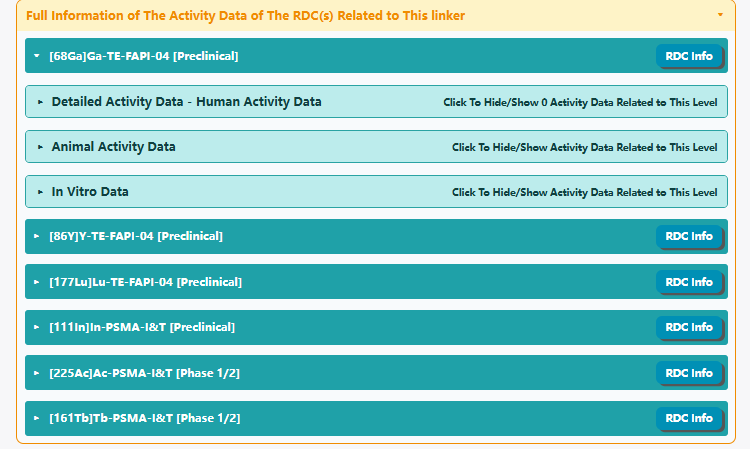 Full Information of The Activity Data of The RDC(s) Related to This linker
[68Ga]Ga-TE-FAPI-04 [Preclinical] RDC Info
Detailed Activity Data - Human Activity Data Click To Hide/Show 0 Activity Data Related to This Level
Animal Activity Data Click To Hide/Show Activity Data Related to This Level
In Vitro Data Click To Hide/Show Activity Data Related to This Level
[86Y]Y-TE-FAPI-04 [Preclinical] RDC Info
[177Lu]Lu-TE-FAPI-04 [Preclinical] RDC Info
[111In]In-PSMA-I&T [Preclinical] RDC Info
[225Ac]Ac-PSMA-I&T [Phase 1/2] RDC Info
[161Tb]Tb-PSMA-I&T [Phase 1/2] RDC Info